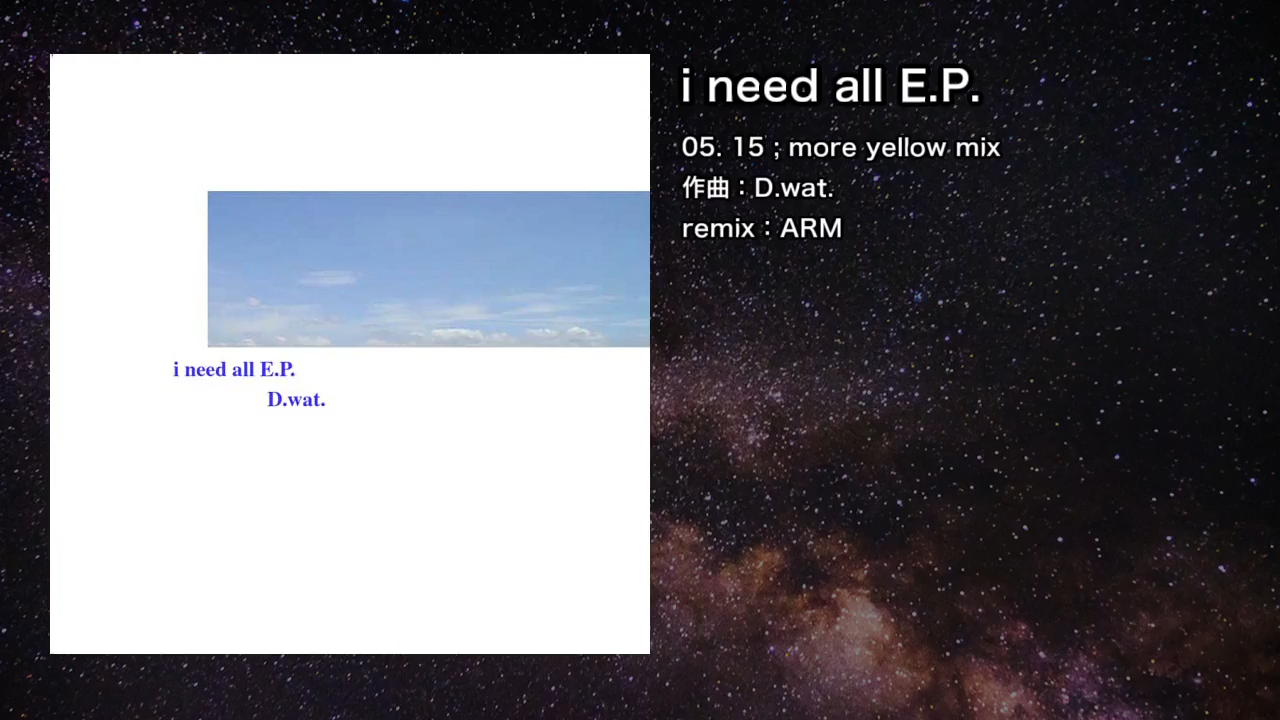 i need all E.P.
05. 15 ; more yellow mix
作曲：D.wat.
remix：ARM
i need all E.P.
D.wat.